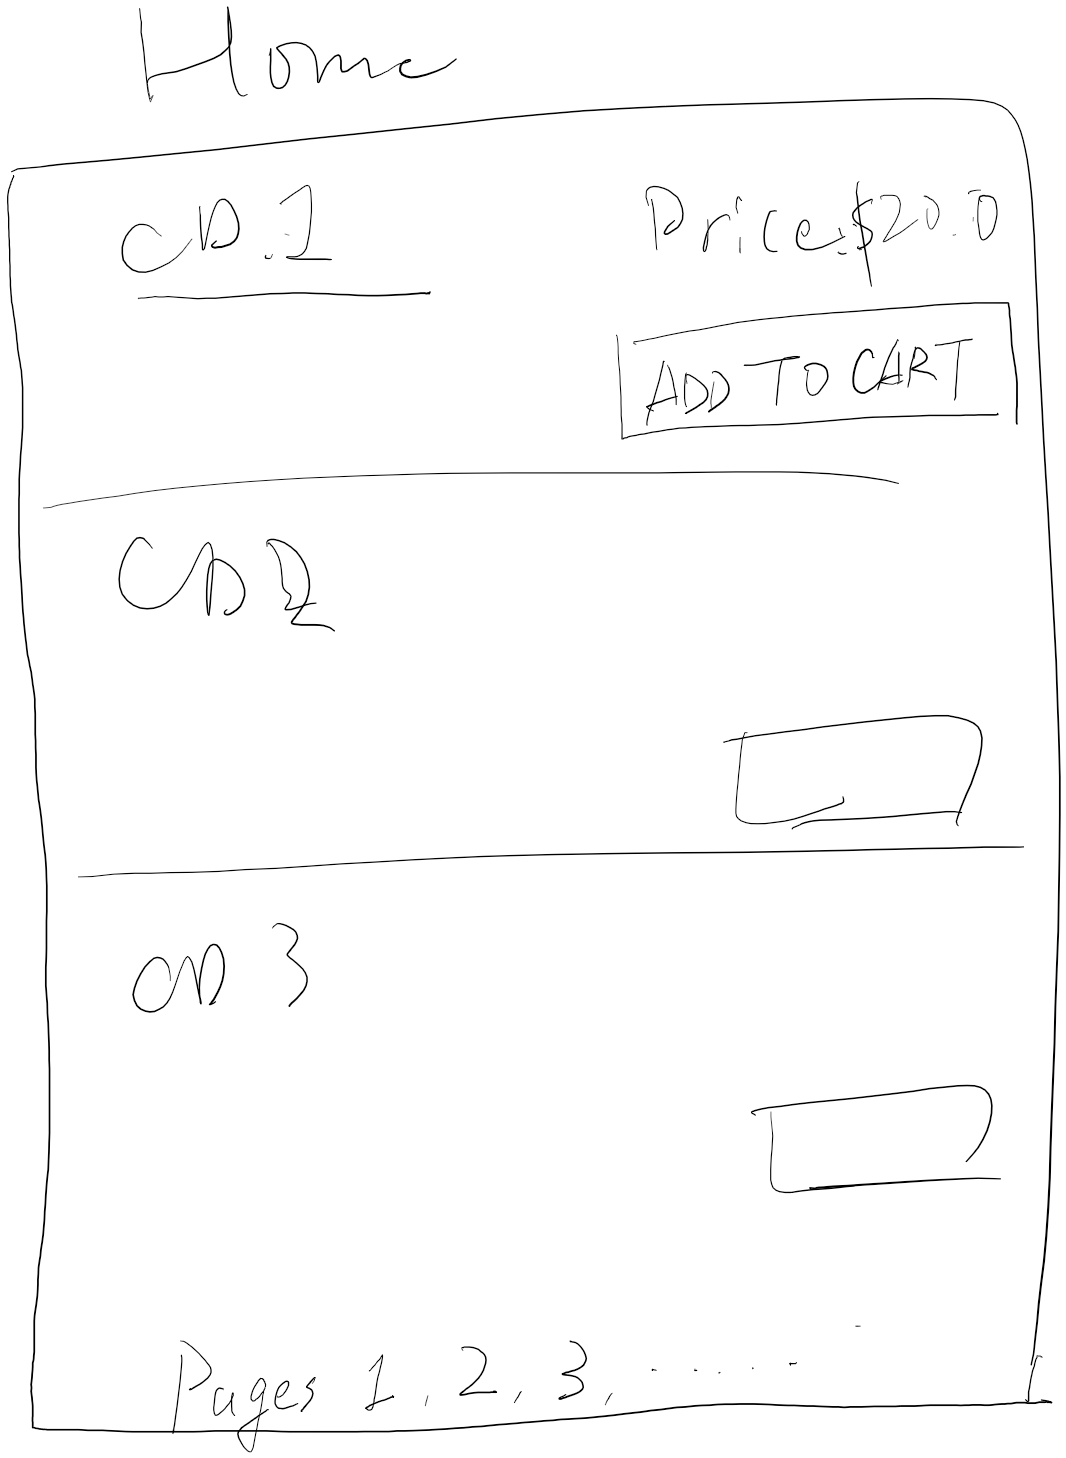 Home
CD.1
Price:$20.0
ADD TO CART
CD 2
CD 3
Pages 1, 2, 3, ......